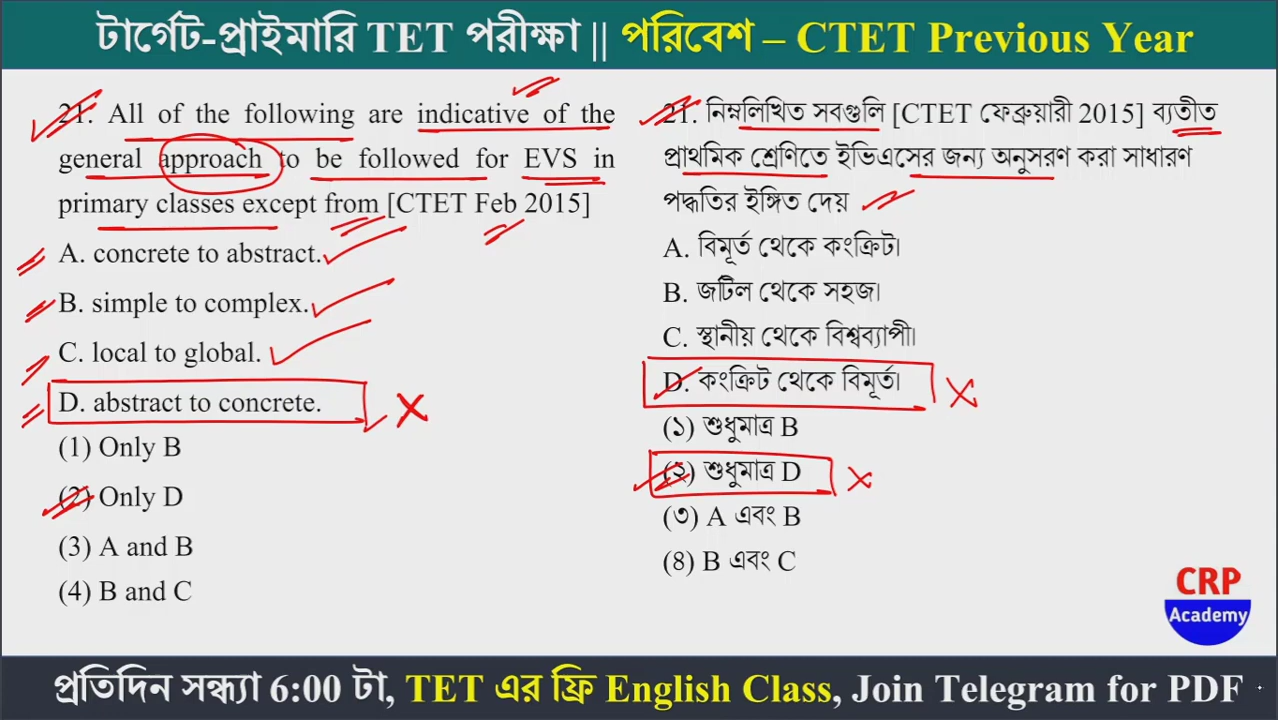 টার্গেট-প্রাইমারি TET পরীক্ষা || পরিবেশ – CTET Previous Year
21. All of the following are indicative of the
general approach to be followed for EVS in
primary classes except from [CTET Feb 2015]
A. concrete to abstract.
B. simple to complex.
C. local to global.
D. abstract to concrete.
(1) Only B
(2) Only D
(3) A and B
(4) B and C
21. নিম্নলিখিত সবগুলি [CTET ফেব্রুয়ারী 2015] ব্যতীত
প্রাথমিক শ্রেণিতে ইভিএসের জন্য অনুসরণ করা সাধারণ
পদ্ধতির ইঙ্গিত দেয়
A. বিমূর্ত থেকে কংক্রিট।
B. জটিল থেকে সহজ।
C. স্থানীয় থেকে বিশ্বব্যাপী।
D. কংক্রিট থেকে বিমূর্ত।
(১) শুধুমাত্র B
(২) শুধুমাত্র D
(৩) A এবং B
(8) B এবং C
CRP
Academy
প্রতিদিন সন্ধ্যা 6:00 টা, TET এর ফ্রি English Class, Join Telegram for PDF